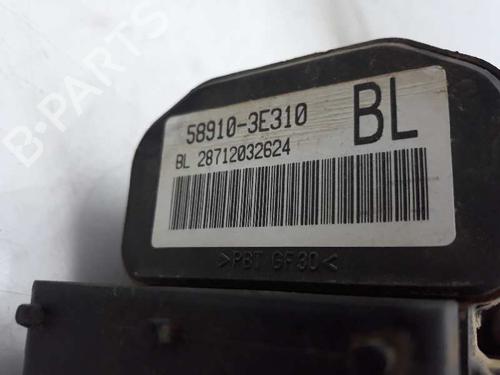 B-PARTS
58910-3E310
BL
BL 28712032624
>PBT GF30<